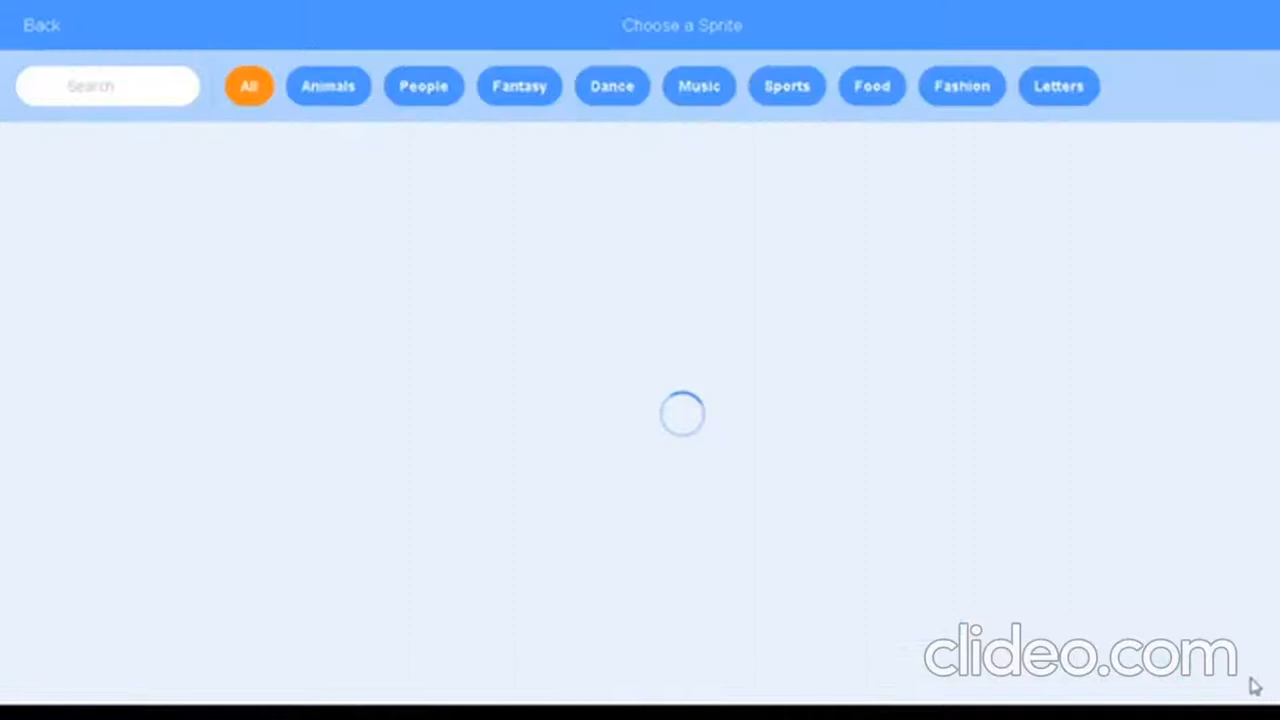 Back
Choose a Sprite
Search
All
Animals
People
Fantasy
Dance
Music
Sports
Food
Fashion
Letters
clideo.com